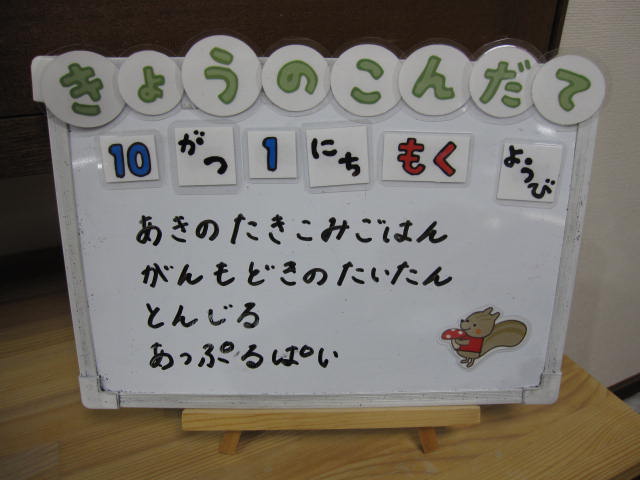 きょうのこんだて
10 がつ 1 にち もく ようび
あきのたきこみごはん
がんもどきのたいたん
とんじる
あっぷるぱい